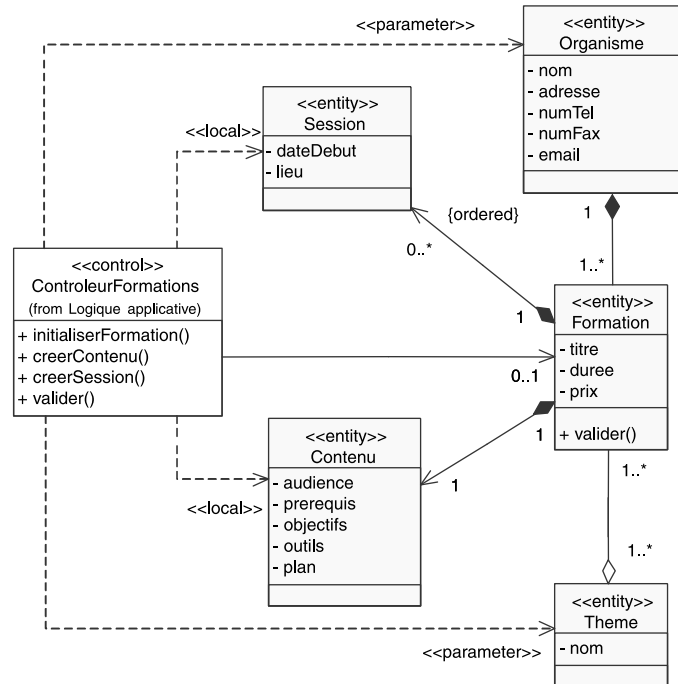 <<parameter>>
<<entity>>
Organisme
- nom
- adresse
- numTel
- numFax
- email
<<entity>>
Session
- dateDebut
- lieu
<<local>>
{ordered}
0..*
1
1
1..*
<<control>>
ControleurFormations
(from Logique applicative)
+ initialiserFormation()
+ creerContenu()
+ creerSession()
+ valider()
<<entity>>
Formation
- titre
- duree
- prix
+ valider()
0..1
1
1
<<entity>>
Contenu
- audience
- prerequis
- objectifs
- outils
- plan
<<local>>
1..*
1..*
<<entity>>
Theme
- nom
<<parameter>>